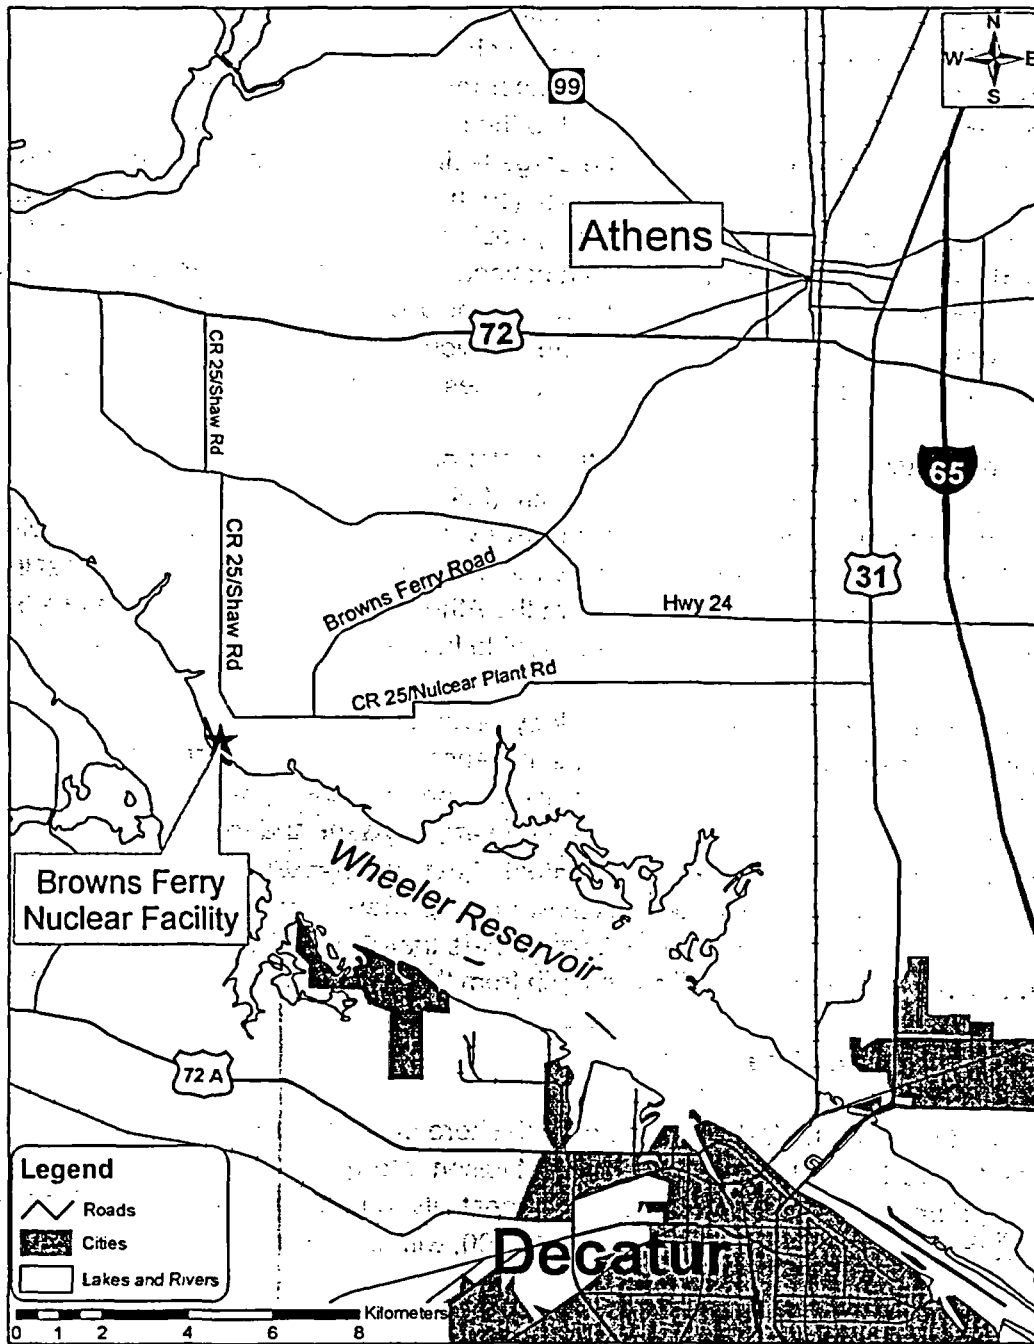 N
W E
S
99
Athens
72
CR 25/Shaw Rd
65
CR 25/Shaw Rd
31
Browns Ferry Road
Hwy 24
CR 25/Nulcear Plant Rd
Browns Ferry
Nuclear Facility
Wheeler Reservoir
72 A
Legend
Roads
Cities
Lakes and Rivers
Decatur
Kilometers
0 1 2 4 6 8